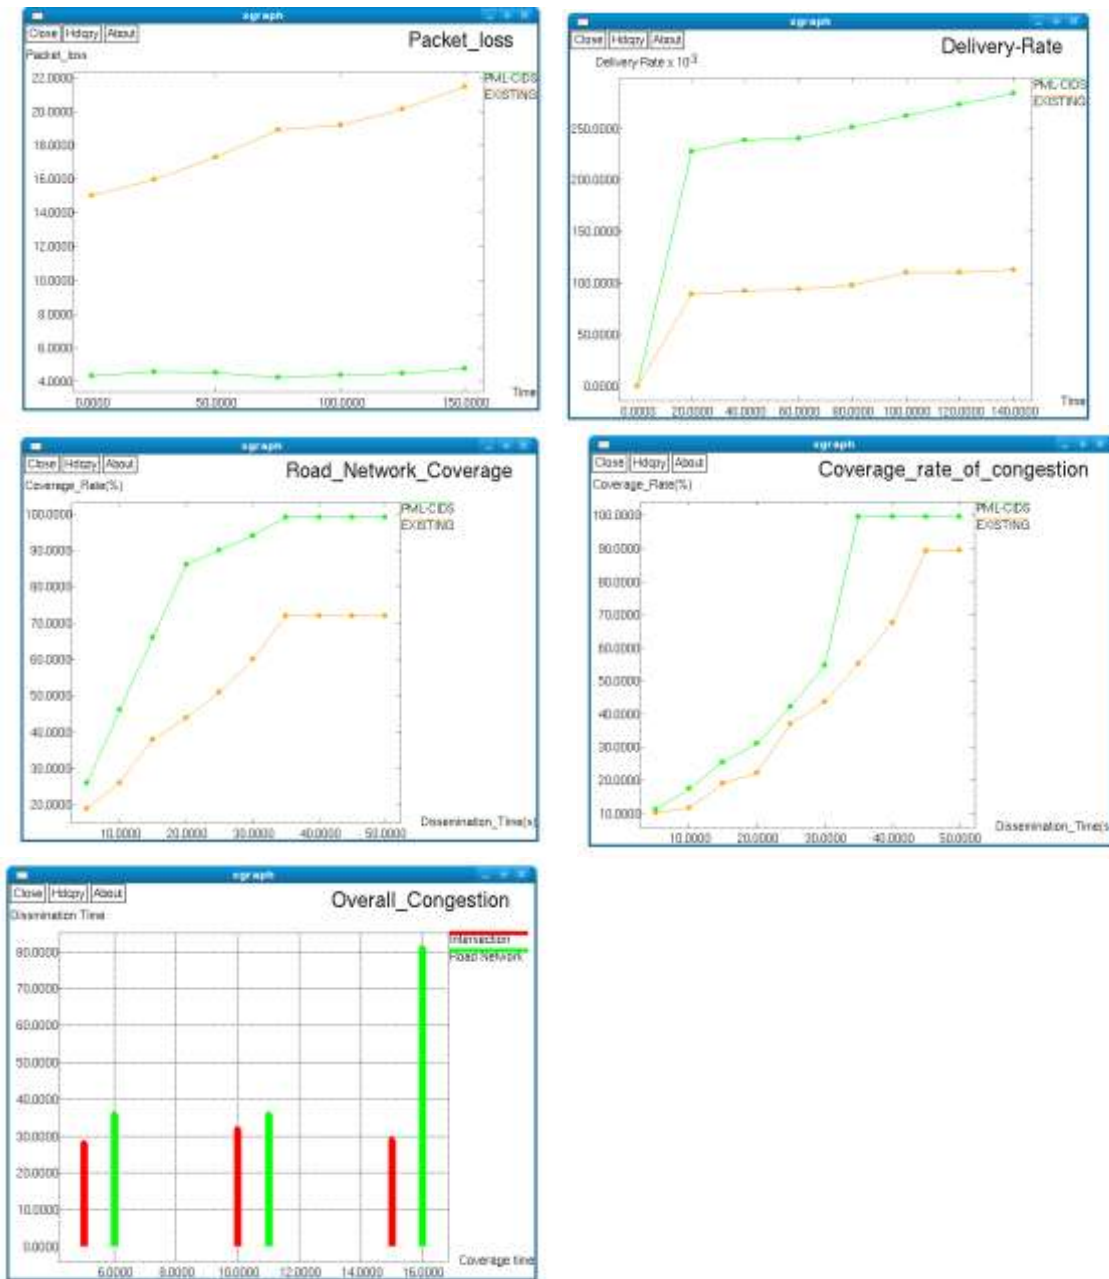 xgraph
Close Hdcpy About
Packet_loss
Packet_loss
22.0000
20.0000
18.0000
16.0000
14.0000
12.0000
10.0000
8.0000
6.0000
4.0000
0.0000 50.0000 100.0000 150.0000
Time
PML-CIDS
EXISTING
xgraph
Close Hdcpy About
Delivery-Rate
Delivery-Rate x 10-3
250.0000
200.0000
150.0000
100.0000
50.0000
0.0000
0.0000 20.0000 40.0000 60.0000 80.0000 100.0000 120.0000 140.0000
Time
PML-CIDS
EXISTING
xgraph
Close Hdcpy About
Road_Network_Coverage
Coverage_Rate(%)
100.0000
90.0000
80.0000
70.0000
60.0000
50.0000
40.0000
30.0000
20.0000
10.0000 20.0000 30.0000 40.0000 50.0000
Dissemination_Time(s)
PML-CIDS
EXISTING
xgraph
Close Hdcpy About
Coverage_rate_of_congestion
Coverage_Rate(%)
100.0000
90.0000
80.0000
70.0000
60.0000
50.0000
40.0000
30.0000
20.0000
10.0000
10.0000 20.0000 30.0000 40.0000 50.0000
Dissemination_Time(s
PML-CIDS
EXISTING
xgraph
Close Hdcpy About
Overall_Congestion
Dissemination Time
80.0000
70.0000
60.0000
50.0000
40.0000
30.0000
20.0000
10.0000
0.0000
6.0000 8.0000 10.0000 12.0000 14.0000 16.0000
Coverage time
Intersection
Road Network